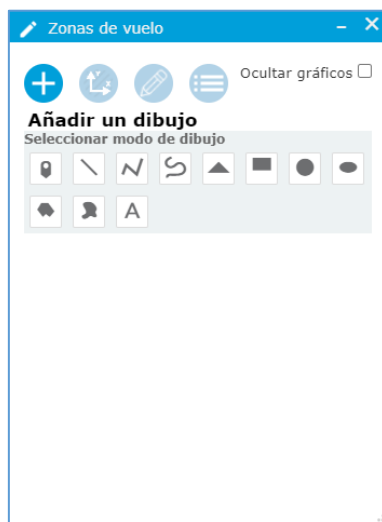 Zonas de vuelo
Ocultar gráficos
Añadir un dibujo
Seleccionar modo de dibujo
A